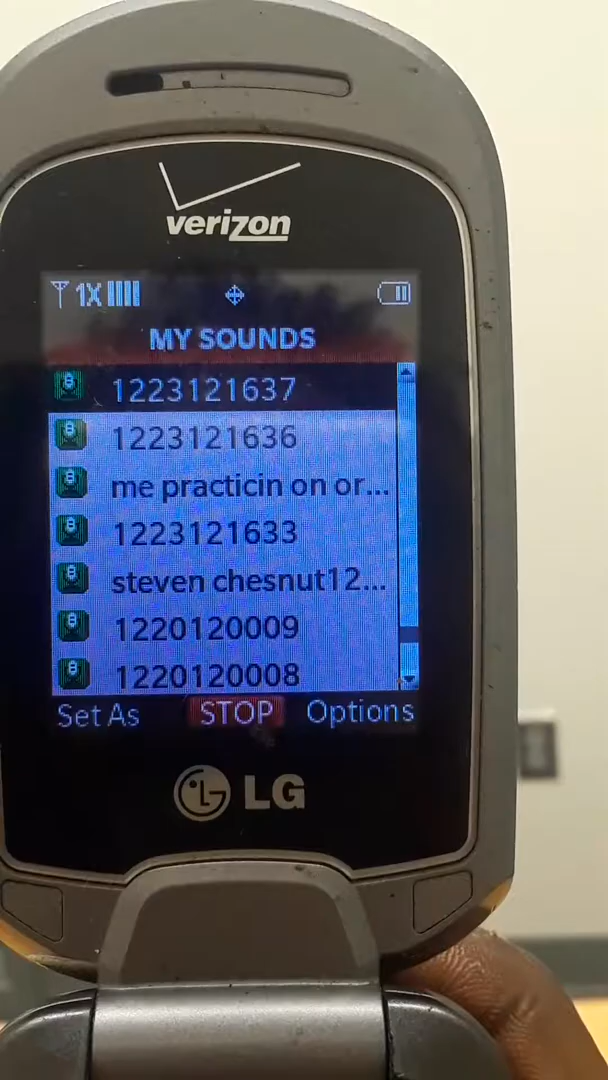 verizon
1X
MY SOUNDS
1223121637
1223121636
me practicin on or...
1223121633
steven chesnut12...
1220120009
1220120008
Set As STOP Options
LG